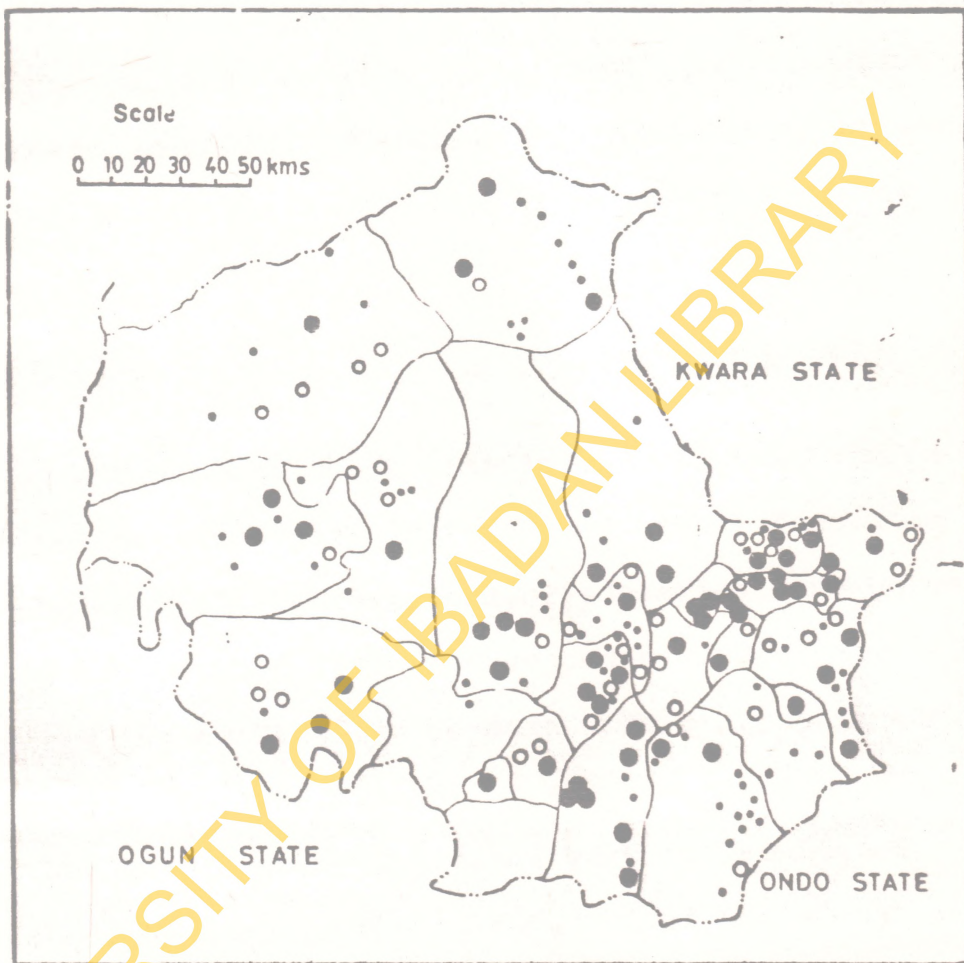 Scale
0 10 20 30 40 50 kms
KWARA STATE
OGUN STATE
ONDO STATE
RSITY OF IBADAN LIBRARY